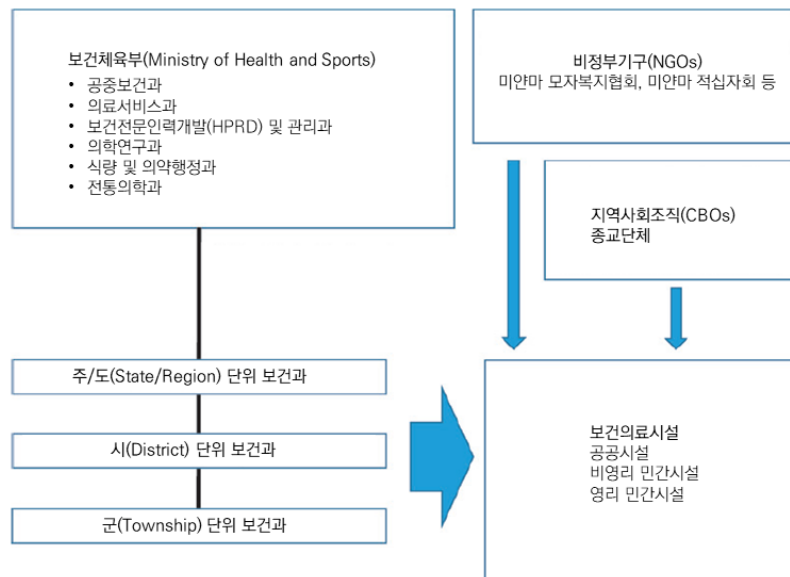 보건체육부(Ministry of Health and Sports)
• 공중보건과
• 의료서비스과
• 보건전문인력개발(HPRD) 및 관리과
• 의학연구과
• 식량 및 의약행정과
• 전통의학과
비정부기구(NGOs)
미얀마 모자복지협회, 미얀마 적십자회 등
지역사회조직(CBOs)
종교단체
주/도(State/Region) 단위 보건과
시(District) 단위 보건과
군(Township) 단위 보건과
보건의료시설
공공시설
비영리 민간시설
영리 민간시설